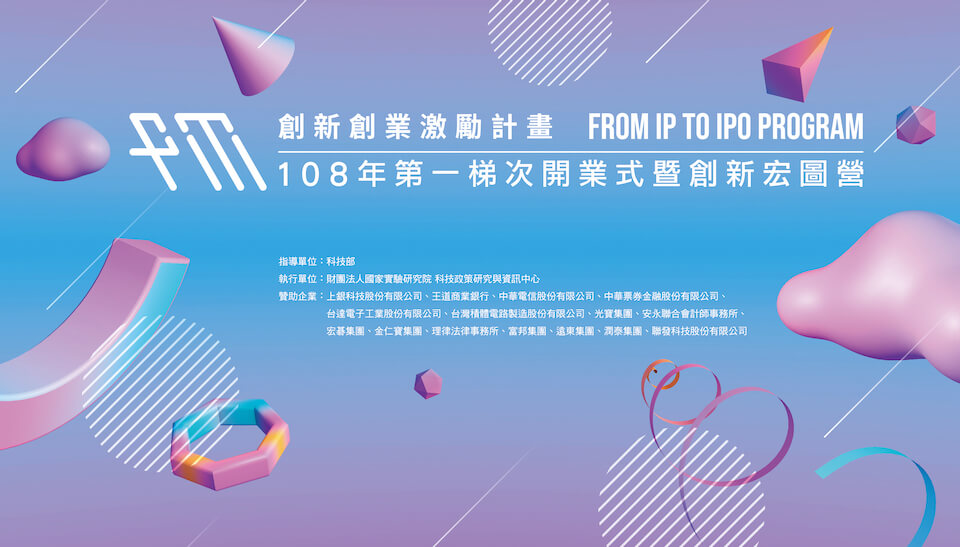 FITI
創新創業激勵計畫 FROM IP TO IPO PROGRAM
108年第一梯次開業式暨創新宏圖營
指導單位：科技部
執行單位：財團法人國家實驗研究院 科技政策研究與資訊中心
贊助企業：上銀科技股份有限公司、王道商業銀行、中華電信股份有限公司、中華票券金融股份有限公司、
台達電子工業股份有限公司、台灣積體電路製造股份有限公司、光寶集團、安永聯合會計師事務所、
宏碁集團、金仁寶集團、理律法律事務所、富邦集團、遠東集團、潤泰集團、聯發科技股份有限公司